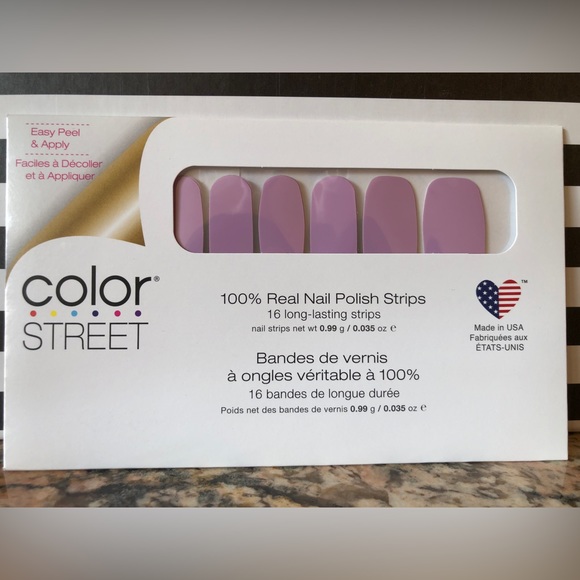 Easy Peel
& Apply
Faciles à Décoller
et à Appliquer
color®
STREET
100% Real Nail Polish Strips
16 long-lasting strips
nail strips net wt 0.99 g / 0.035 oz ℮
Bandes de vernis
à ongles véritable à 100%
16 bandes de longue durée
Poids net des bandes de vernis 0.99 g / 0.035 oz ℮
™
Made in USA
Fabriquées aux
ÉTATS-UNIS